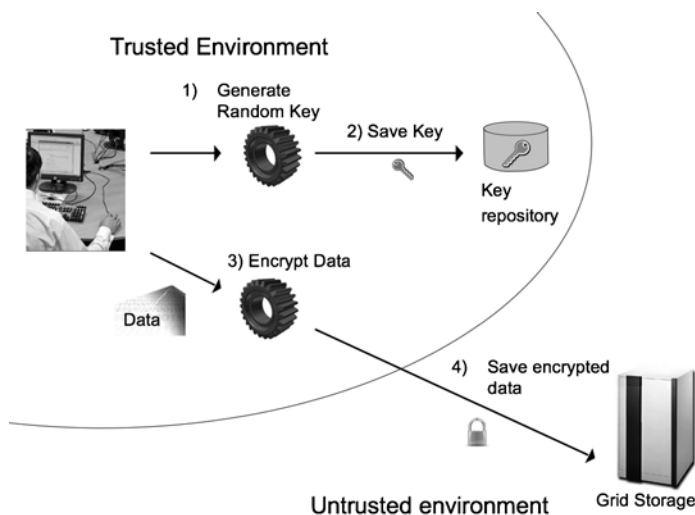 Trusted Environment
1) Generate
Random Key
2) Save Key
Key
repository
3) Encrypt Data
Data
4) Save encrypted
data
Grid Storage
Untrusted environment